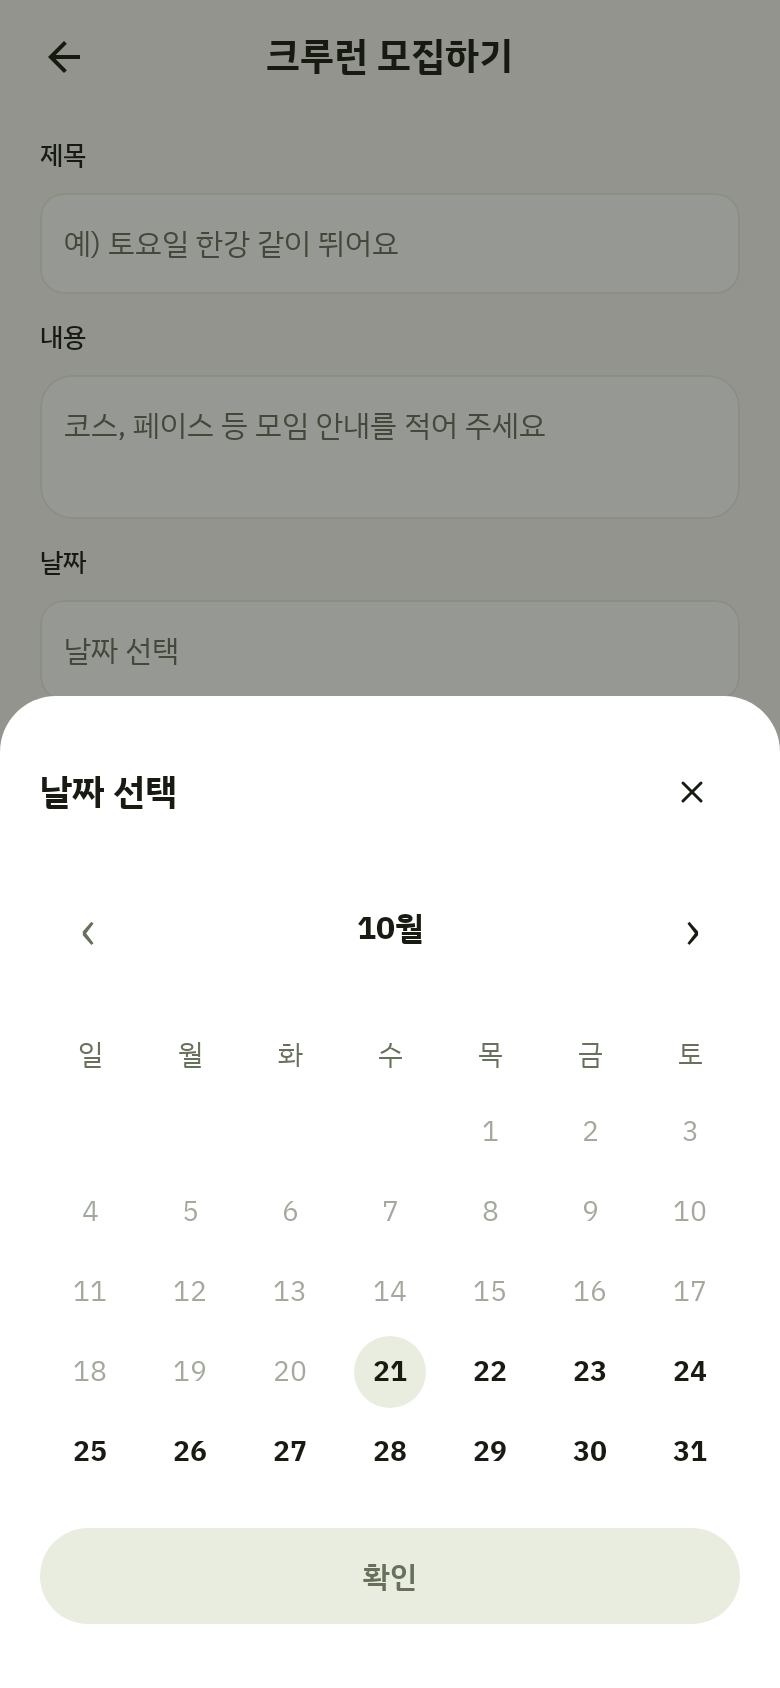 크루런 모집하기
제목
예) 토요일 한강 같이 뛰어요
내용
코스, 페이스 등 모임 안내를 적어 주세요
날짜
날짜 선택
날짜 선택
10월
일 월 화 수 목 금 토
1 2 3
4 5 6 7 8 9 10
11 12 13 14 15 16 17
18 19 20 21 22 23 24
25 26 27 28 29 30 31
확인